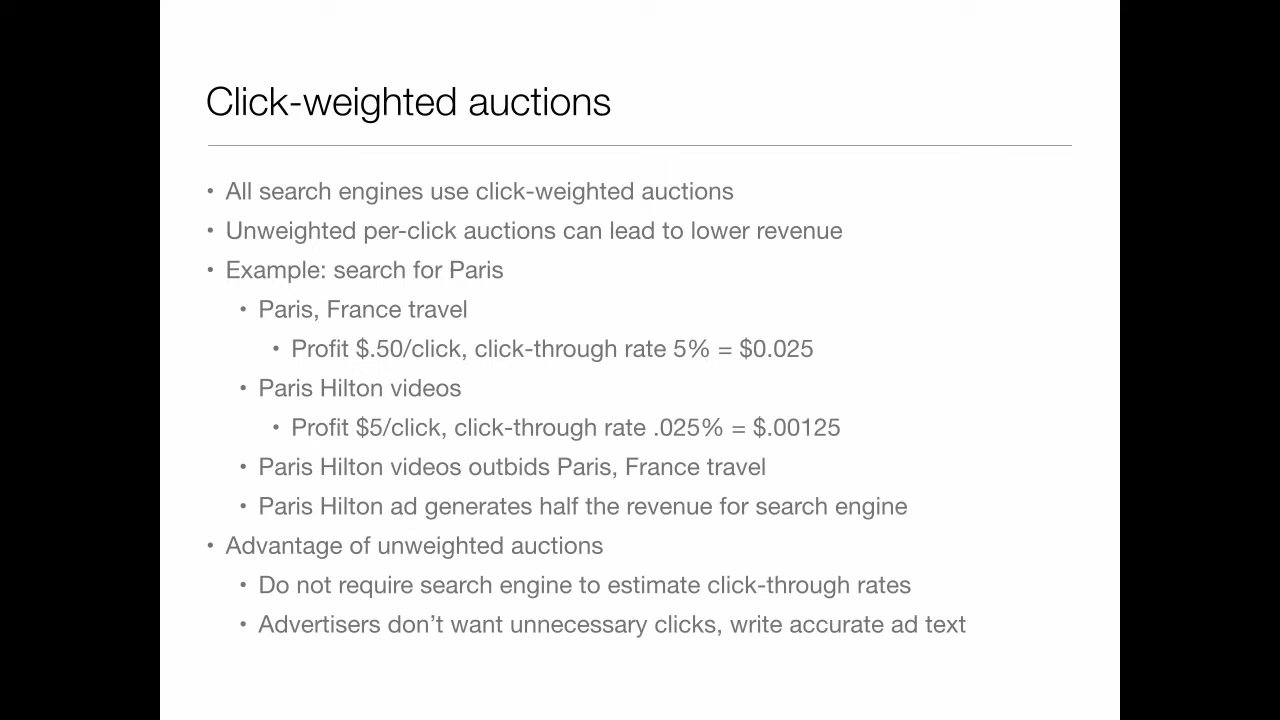 Click-weighted auctions
• All search engines use click-weighted auctions
• Unweighted per-click auctions can lead to lower revenue
• Example: search for Paris
• Paris, France travel
• Profit $.50/click, click-through rate 5% = $0.025
• Paris Hilton videos
• Profit $5/click, click-through rate .025% = $.00125
• Paris Hilton videos outbids Paris, France travel
• Paris Hilton ad generates half the revenue for search engine
• Advantage of unweighted auctions
• Do not require search engine to estimate click-through rates
• Advertisers don’t want unnecessary clicks, write accurate ad text